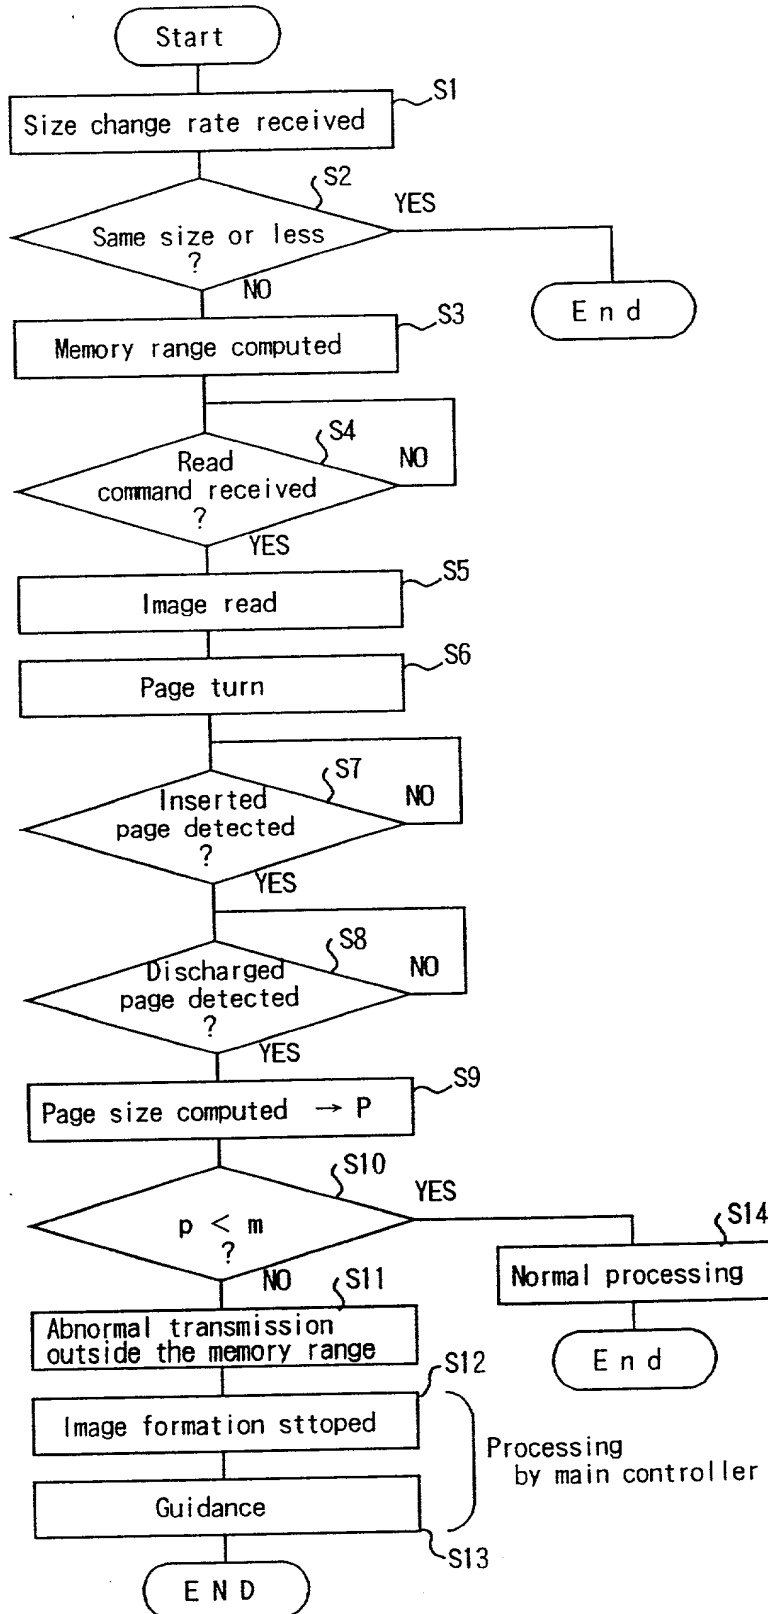 Start
S1
Size change rate received
S2
YES
Same size or less
?
NO
End
S3
Memory range computed
S4
NO
Read
command received
?
YES
S5
Image read
S6
Page turn
S7
NO
Inserted
page detected
?
YES
S8
NO
Discharged
page detected
?
YES
S9
Page size computed → P
S10
YES
p < m
?
NO
S14
Normal processing
End
S11
Abnormal transmission
outside the memory range
S12
Image formation sttoped
Processing
by main controller
Guidance
S13
END